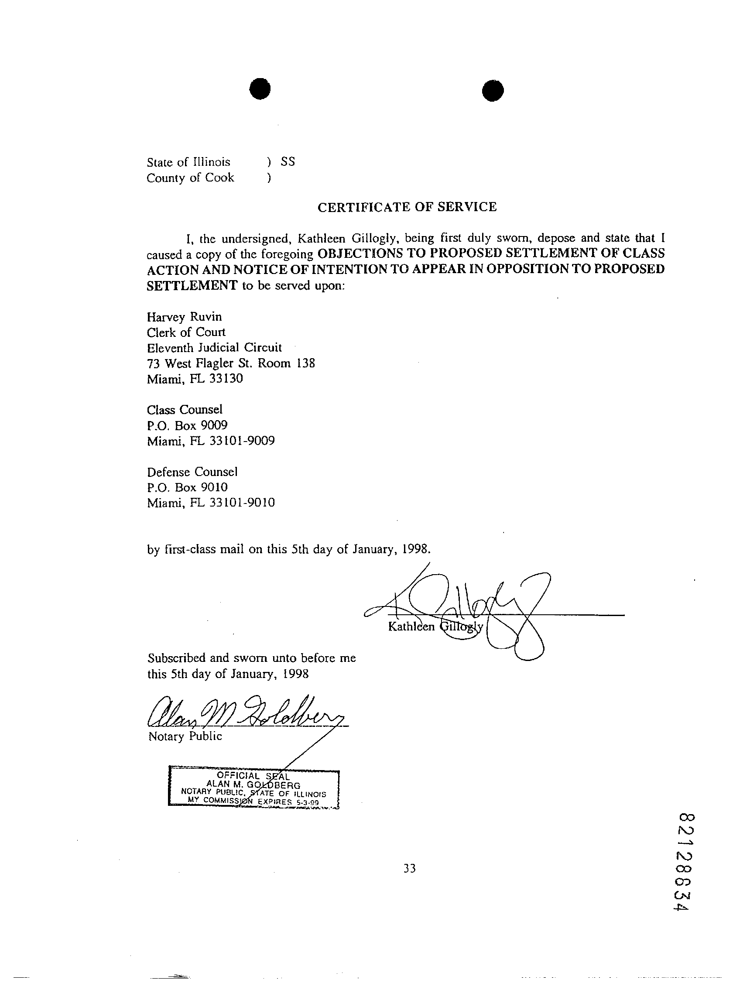 State of Illinois ) SS
County of Cook )
CERTIFICATE OF SERVICE
I, the undersigned, Kathleen Gillogly, being first duly sworn, depose and state that I
caused a copy of the foregoing OBJECTIONS TO PROPOSED SETTLEMENT OF CLASS
ACTION AND NOTICE OF INTENTION TO APPEAR IN OPPOSITION TO PROPOSED
SETTLEMENT to be served upon:
Harvey Ruvin
Clerk of Court
Eleventh Judicial Circuit
73 West Flagler St. Room 138
Miami, FL 33130
Class Counsel
P.O. Box 9009
Miami, FL 33101-9009
Defense Counsel
P.O. Box 9010
Miami, FL 33101-9010
by first-class mail on this 5th day of January, 1998.
K Gillogly
Kathleen Gillogly
Subscribed and sworn unto before me
this 5th day of January, 1998
Alan M Goldberg
Notary Public
OFFICIAL SEAL
ALAN M. GOLDBERG
NOTARY PUBLIC, STATE OF ILLINOIS
MY COMMISSION EXPIRES 5-3-99
33
82128634